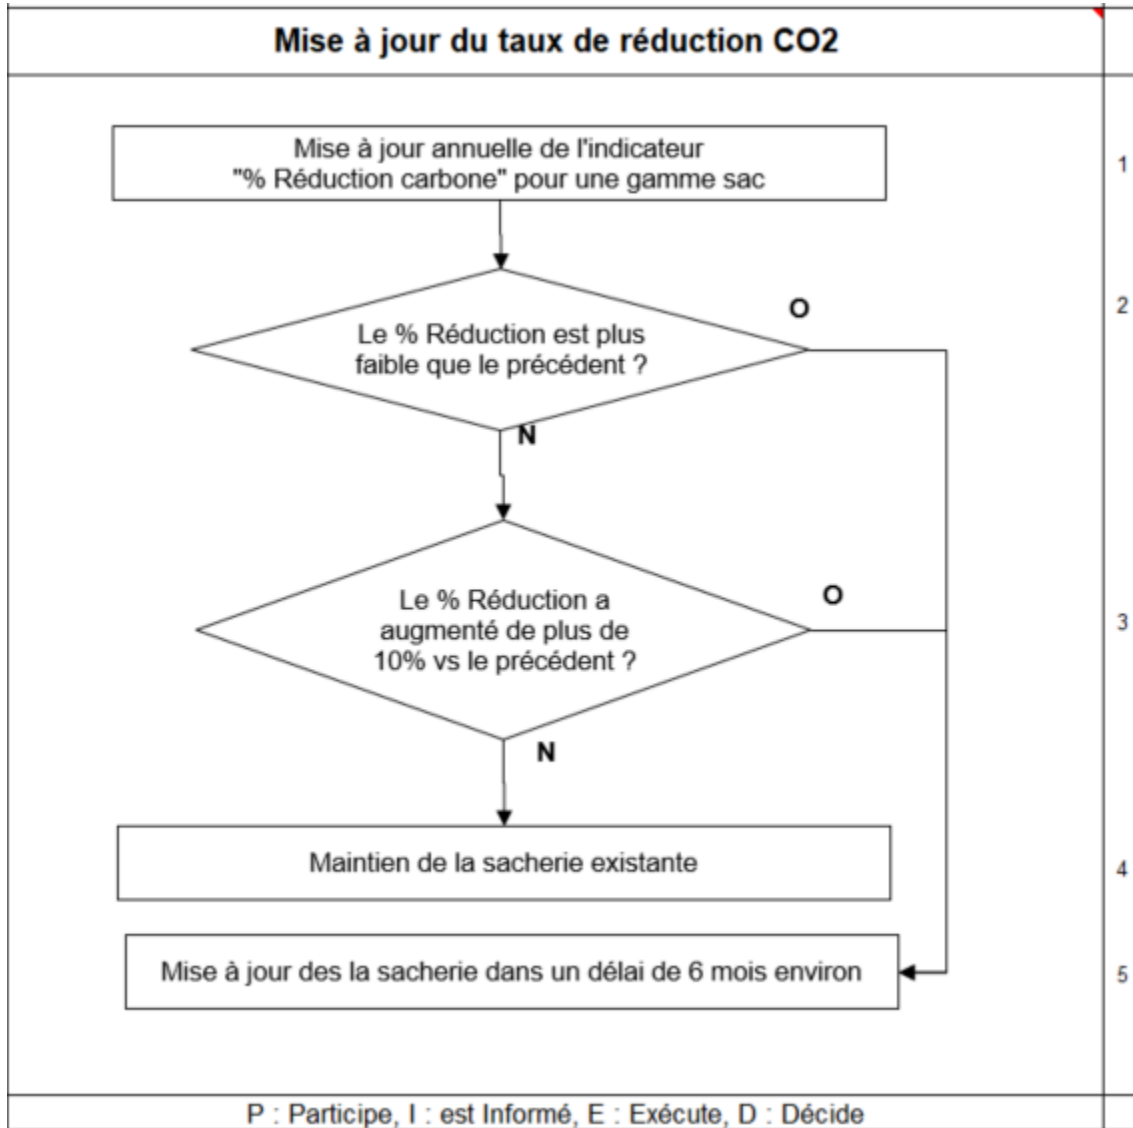 Mise à jour du taux de réduction CO2
Mise à jour annuelle de l'indicateur
"% Réduction carbone" pour une gamme sac
1
Le % Réduction est plus
faible que le précédent ?
O
2
N
Le % Réduction a
augmenté de plus de
10% vs le précédent ?
O
3
N
Maintien de la sacherie existante
4
Mise à jour des la sacherie dans un délai de 6 mois environ
5
P : Participe, I : est Informé, E : Exécute, D : Décide